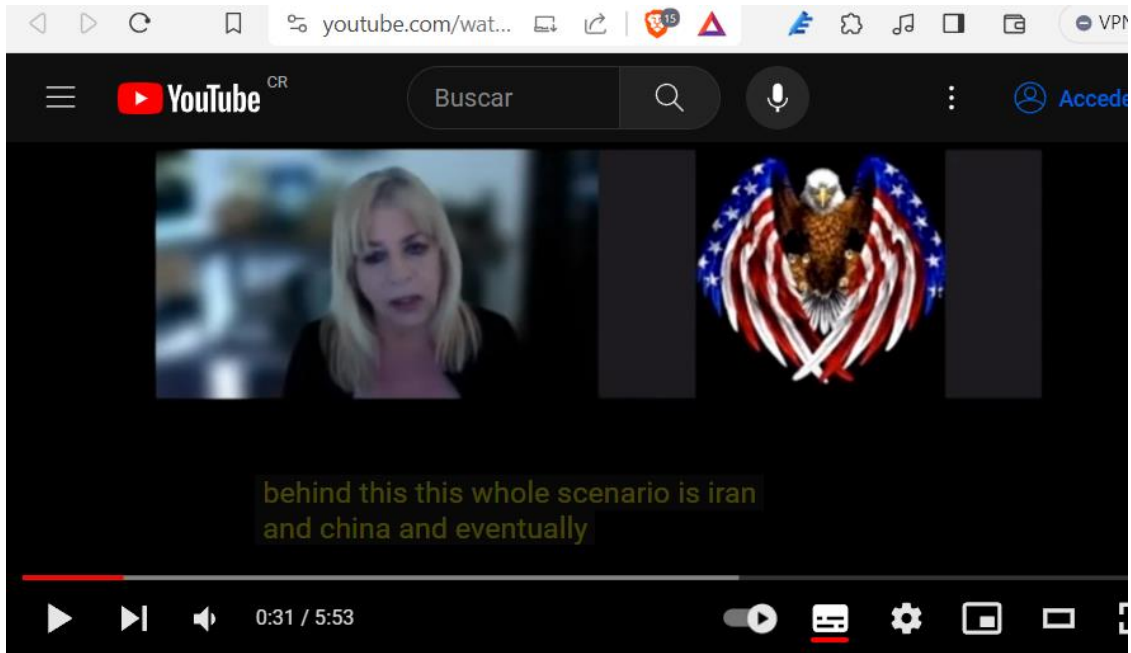 youtube.com/wat...
15
VPN
YouTube CR
Buscar
Accede
behind this this whole scenario is iran
and china and eventually
0:31 / 5:53